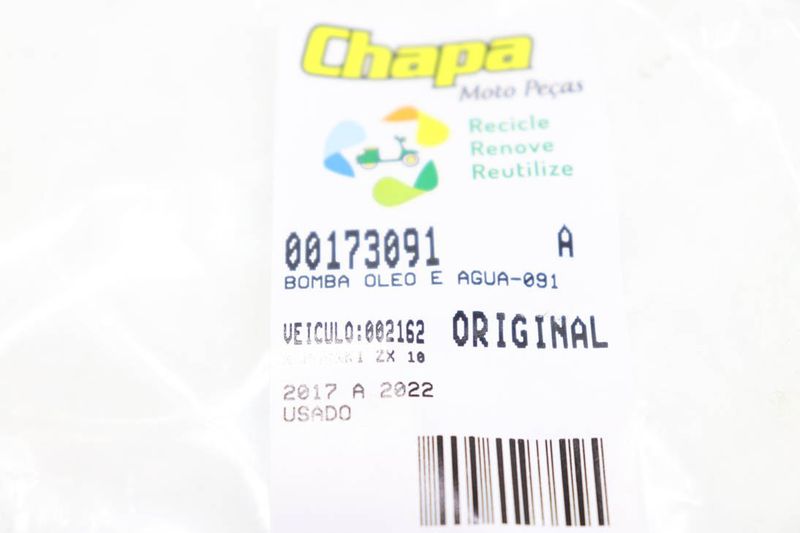 Chapa
Moto Peças
Recicle
Renove
Reutilize
00173091 A
BOMBA OLEO E AGUA-091
VEICULO:002162 ORIGINAL
ZX 10
2017 A 2022
USADO